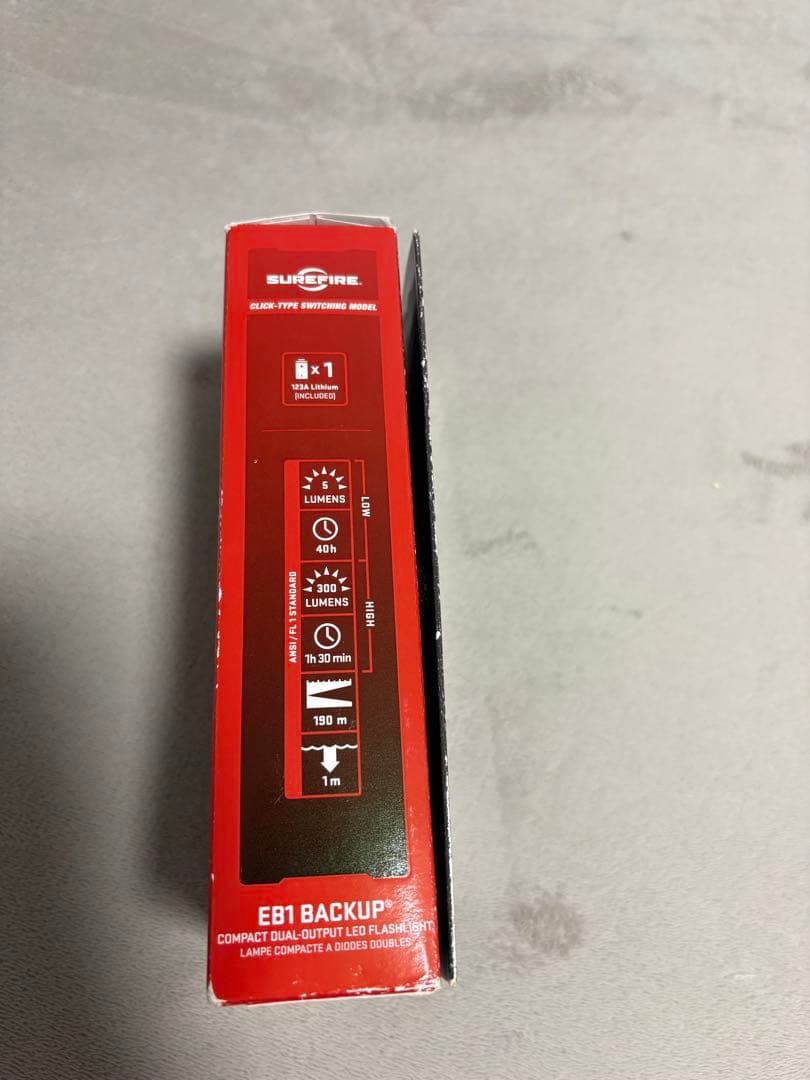 SUREFIRE®
CLICK-TYPE SWITCHING MODEL
x 1
123A Lithium
(INCLUDED)
ANSI / FL 1 STANDARD
5
LUMENS
40h
LOW
300
LUMENS
1h 30 min
HIGH
190 m
1m
EB1 BACKUP®
COMPACT DUAL-OUTPUT LED FLASHLIGHT
LAMPE COMPACTE A DIODES DOUBLES